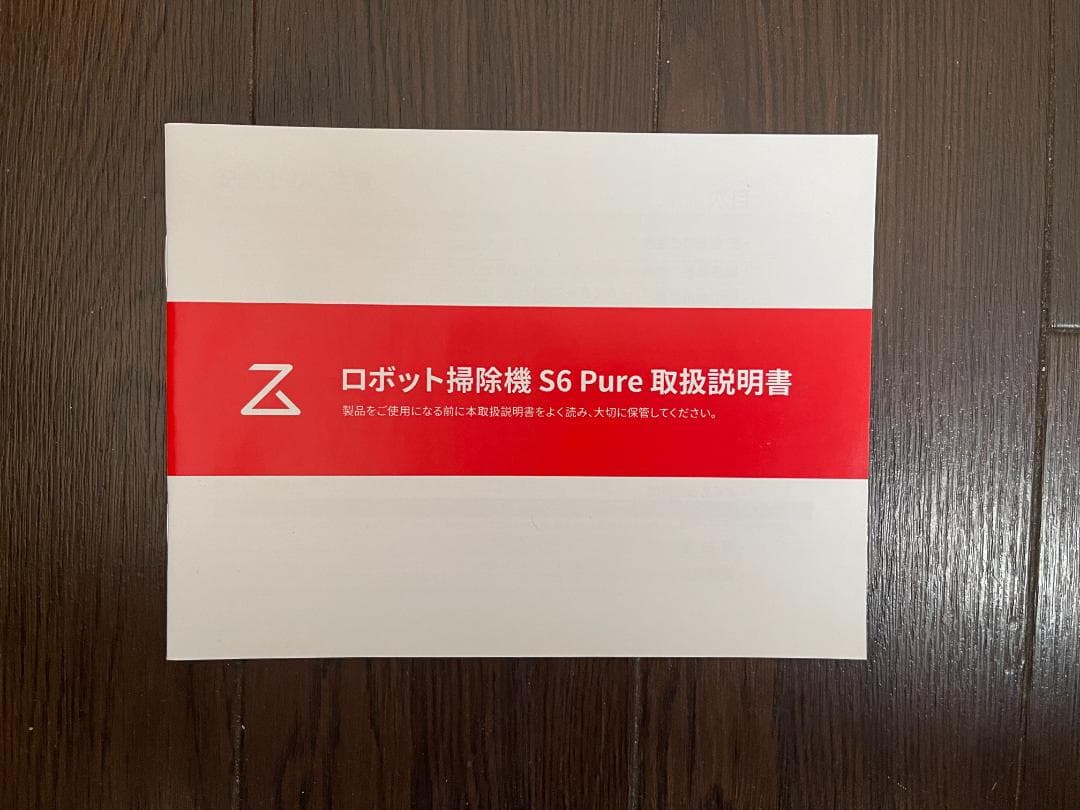 ロボット掃除機 S6 Pure 取扱説明書
製品をご使用になる前に本取扱説明書をよく読み、大切に保管してください。